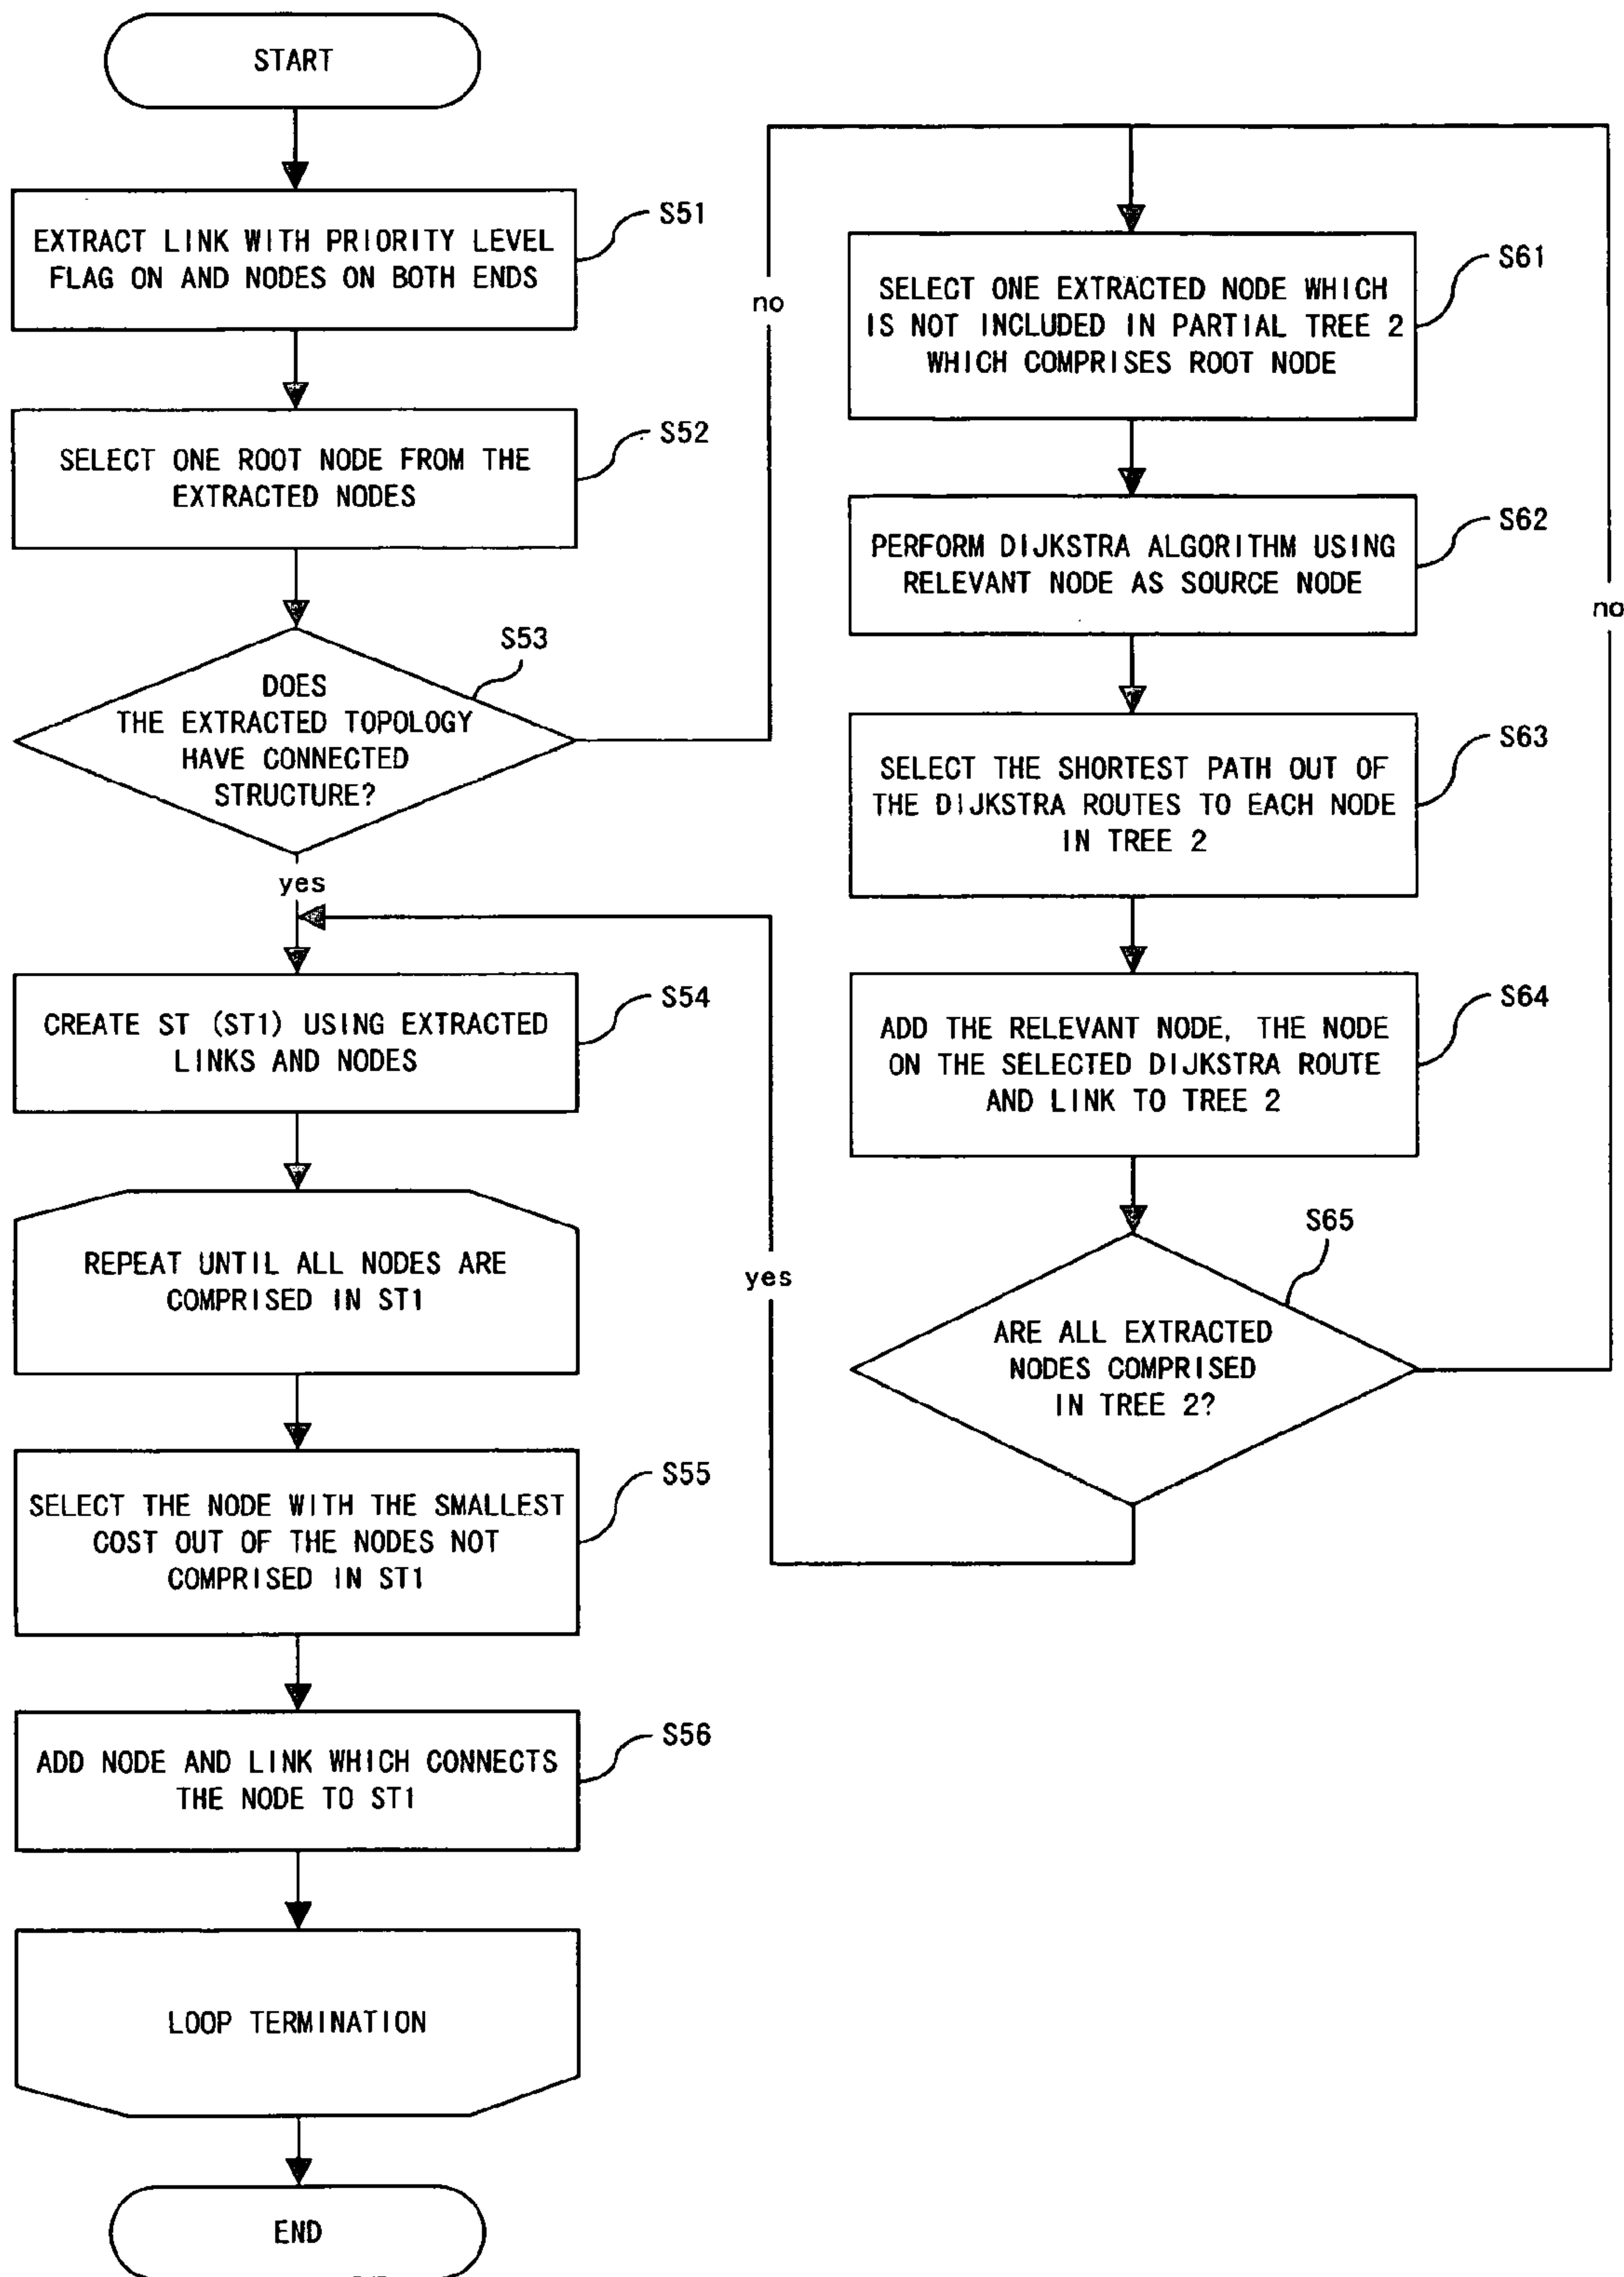 START
EXTRACT LINK WITH PRIORITY LEVEL
FLAG ON AND NODES ON BOTH ENDS
S51
SELECT ONE ROOT NODE FROM THE
EXTRACTED NODES
S52
DOES
THE EXTRACTED TOPOLOGY
HAVE CONNECTED
STRUCTURE?
S53
no
yes
CREATE ST (ST1) USING EXTRACTED
LINKS AND NODES
S54
REPEAT UNTIL ALL NODES ARE
COMPRISED IN ST1
SELECT THE NODE WITH THE SMALLEST
COST OUT OF THE NODES NOT
COMPRISED IN ST1
S55
ADD NODE AND LINK WHICH CONNECTS
THE NODE TO ST1
S56
LOOP TERMINATION
END
SELECT ONE EXTRACTED NODE WHICH
IS NOT INCLUDED IN PARTIAL TREE 2
WHICH COMPRISES ROOT NODE
S61
PERFORM DIJKSTRA ALGORITHM USING
RELEVANT NODE AS SOURCE NODE
S62
SELECT THE SHORTEST PATH OUT OF
THE DIJKSTRA ROUTES TO EACH NODE
IN TREE 2
S63
ADD THE RELEVANT NODE, THE NODE
ON THE SELECTED DIJKSTRA ROUTE
AND LINK TO TREE 2
S64
ARE ALL EXTRACTED
NODES COMPRISED
IN TREE 2?
S65
yes
no